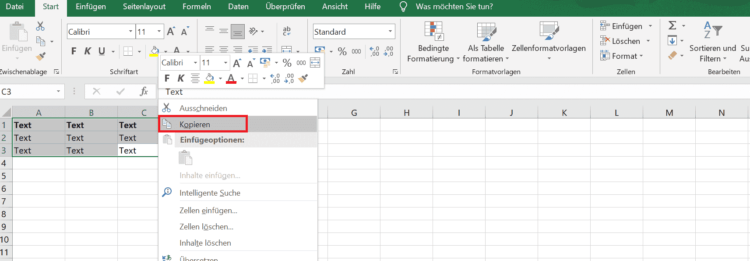 Datei Start Einfügen Seitenlayout Formeln Daten Überprüfen Ansicht Hilfe Was möchten Sie tun?
Einfügen
Zwischenablage
Calibri 11
F K U
Schriftart
ab
Standard
% 000
Zahl
Bedingte Formatierung
Als Tabelle formatieren
Zellenformatvorlagen
Formatvorlagen
Einfügen
Löschen
Format
Zellen
Sortieren und Filtern
Suchen und
Bearbeiten
Calibri 11 A A % 000
F K A
C3 fx Text
A B C F G H I J K L M N
1 Text Text Text
2 Text Text Text
3 Text Text Text
4
5
6
7
8
9
10
11
Ausschneiden
Kopieren
Einfügeoptionen:
Inhalte einfügen...
Intelligente Suche
Zellen einfügen...
Zellen löschen...
Inhalte löschen
Übersetzen